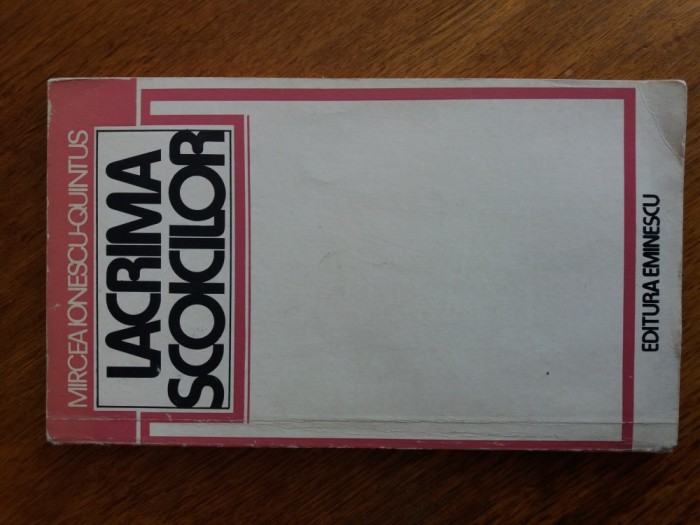 MIRCEA IONESCU-QUINTUS
LACRIMA
SCOICILOR
EDITURA EMINESCU